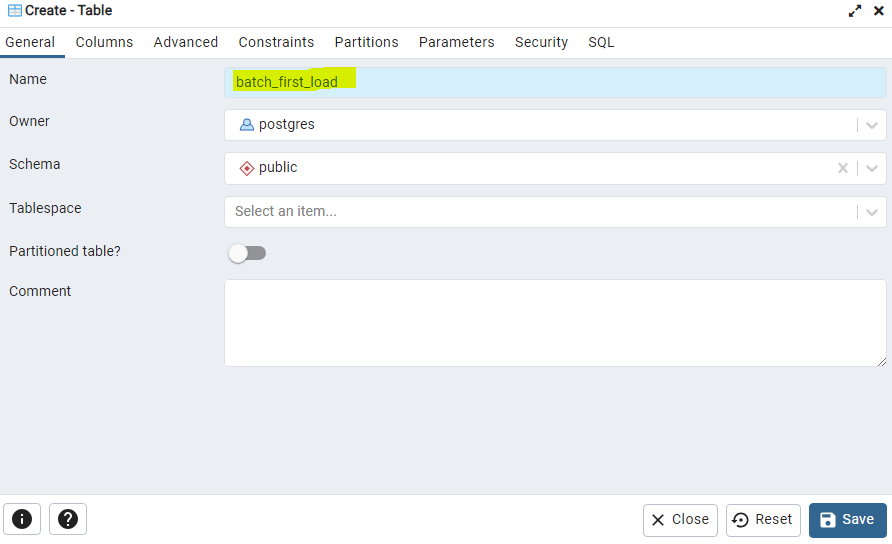 Create - Table
General Columns Advanced Constraints Partitions Parameters Security SQL
Name batch_first_load
Owner postgres
Schema public
Tablespace Select an item...
Partitioned table?
Comment
Close Reset Save